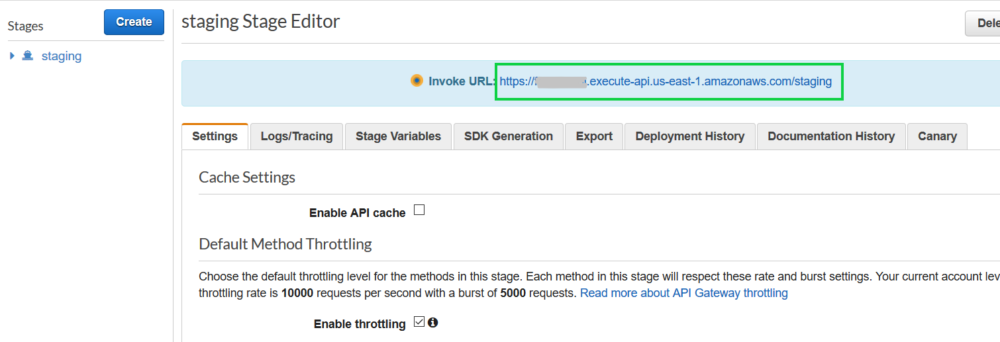 Stages
Create
staging
staging Stage Editor
Dele
Invoke URL: https:// .execute-api.us-east-1.amazonaws.com/staging
Settings Logs/Tracing Stage Variables SDK Generation Export Deployment History Documentation History Canary
Cache Settings
Enable API cache
Default Method Throttling
Choose the default throttling level for the methods in this stage. Each method in this stage will respect these rate and burst settings. Your current account lev
throttling rate is 10000 requests per second with a burst of 5000 requests. Read more about API Gateway throttling
Enable throttling